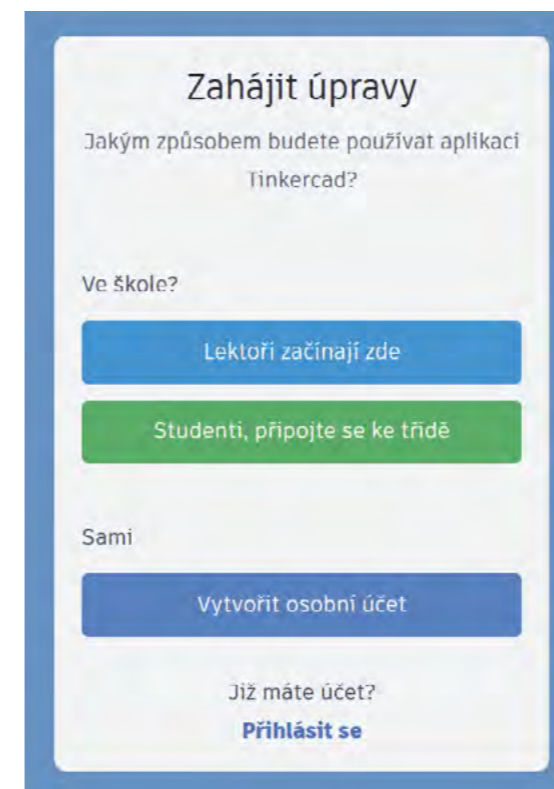 Zahájit úpravy
Jakým způsobem budete používat aplikaci
Tinkercad?
Ve škole?
Lektoři začínají zde
Studenti, připojte se ke třídě
Sami
Vytvořit osobní účet
Již máte účet?
Přihlásit se